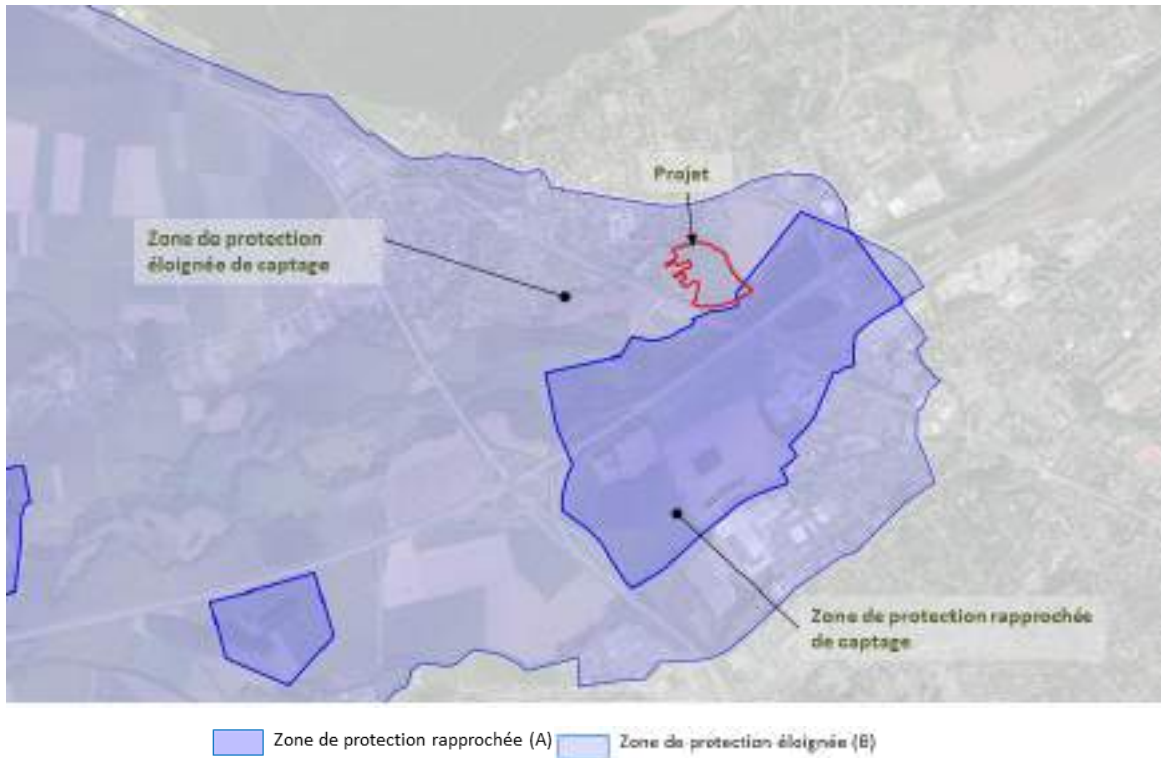 Projet
Zone de protection
éloignée de captage
Zone de protection rapprochée
de captage
Zone de protection rapprochée (A)
Zone de protection éloignée (B)